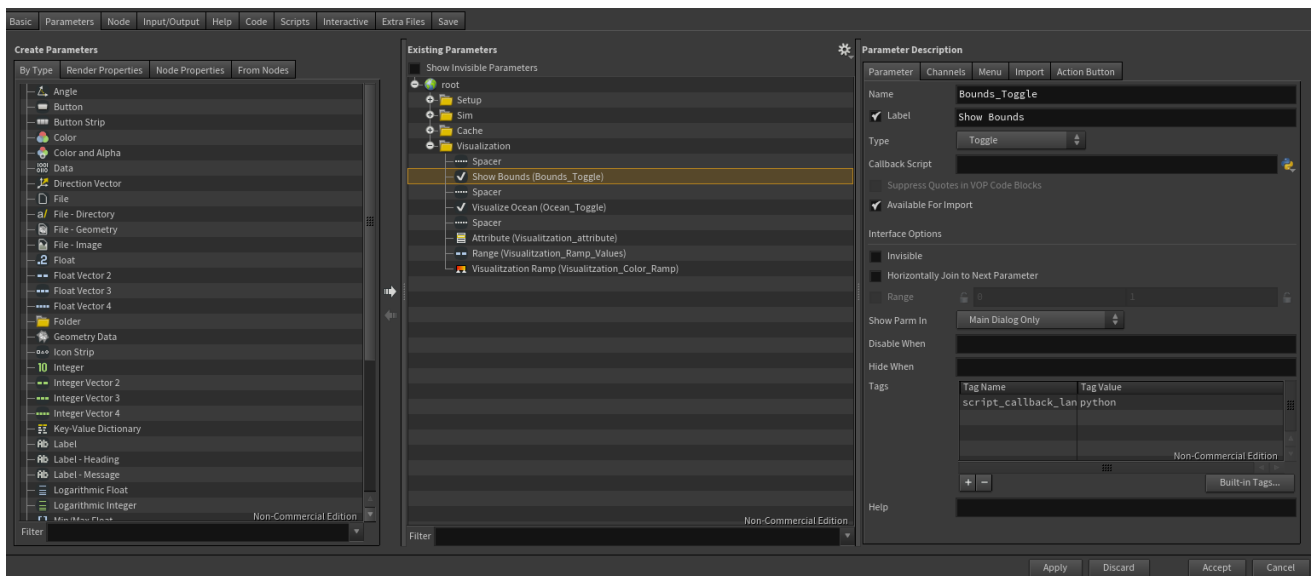 Basic Parameters Node Input/Output Help Code Scripts Interactive Extra Files Save
Create Parameters
By Type Render Properties Node Properties From Nodes
Angle
Button
Button Strip
Color
Color and Alpha
Data
Direction Vector
File
File - Directory
File - Geometry
File - Image
Float
Float Vector 2
Float Vector 3
Float Vector 4
Folder
Geometry Data
Icon Strip
Integer
Integer Vector 2
Integer Vector 3
Integer Vector 4
Key-Value Dictionary
Label
Label - Heading
Label - Message
Logarithmic Float
Logarithmic Integer
Min/Max Float
Non-Commercial Edition
Filter
Existing Parameters
Show Invisible Parameters
root
Setup
Sim
Cache
Visualization
Spacer
Show Bounds (Bounds_Toggle)
Spacer
Visualize Ocean (Ocean_Toggle)
Spacer
Attribute (Visualitzation_attribute)
Range (Visualitzation_Ramp_Values)
Visualitzation Ramp (Visualitzation_Color_Ramp)
Non-Commercial Edition
Filter
Parameter Description
Parameter Channels Menu Import Action Button
Name Bounds_Toggle
Label Show Bounds
Type Toggle
Callback Script
Suppress Quotes in VOP Code Blocks
Available For Import
Interface Options
Invisible
Horizontally Join to Next Parameter
Range 0 1
Show Parm In Main Dialog Only
Disable When
Hide When
Tags Tag Name Tag Value
script_callback_lan python
Non-Commercial Edition
+ - Built-in Tags...
Help
Apply Discard Accept Cancel